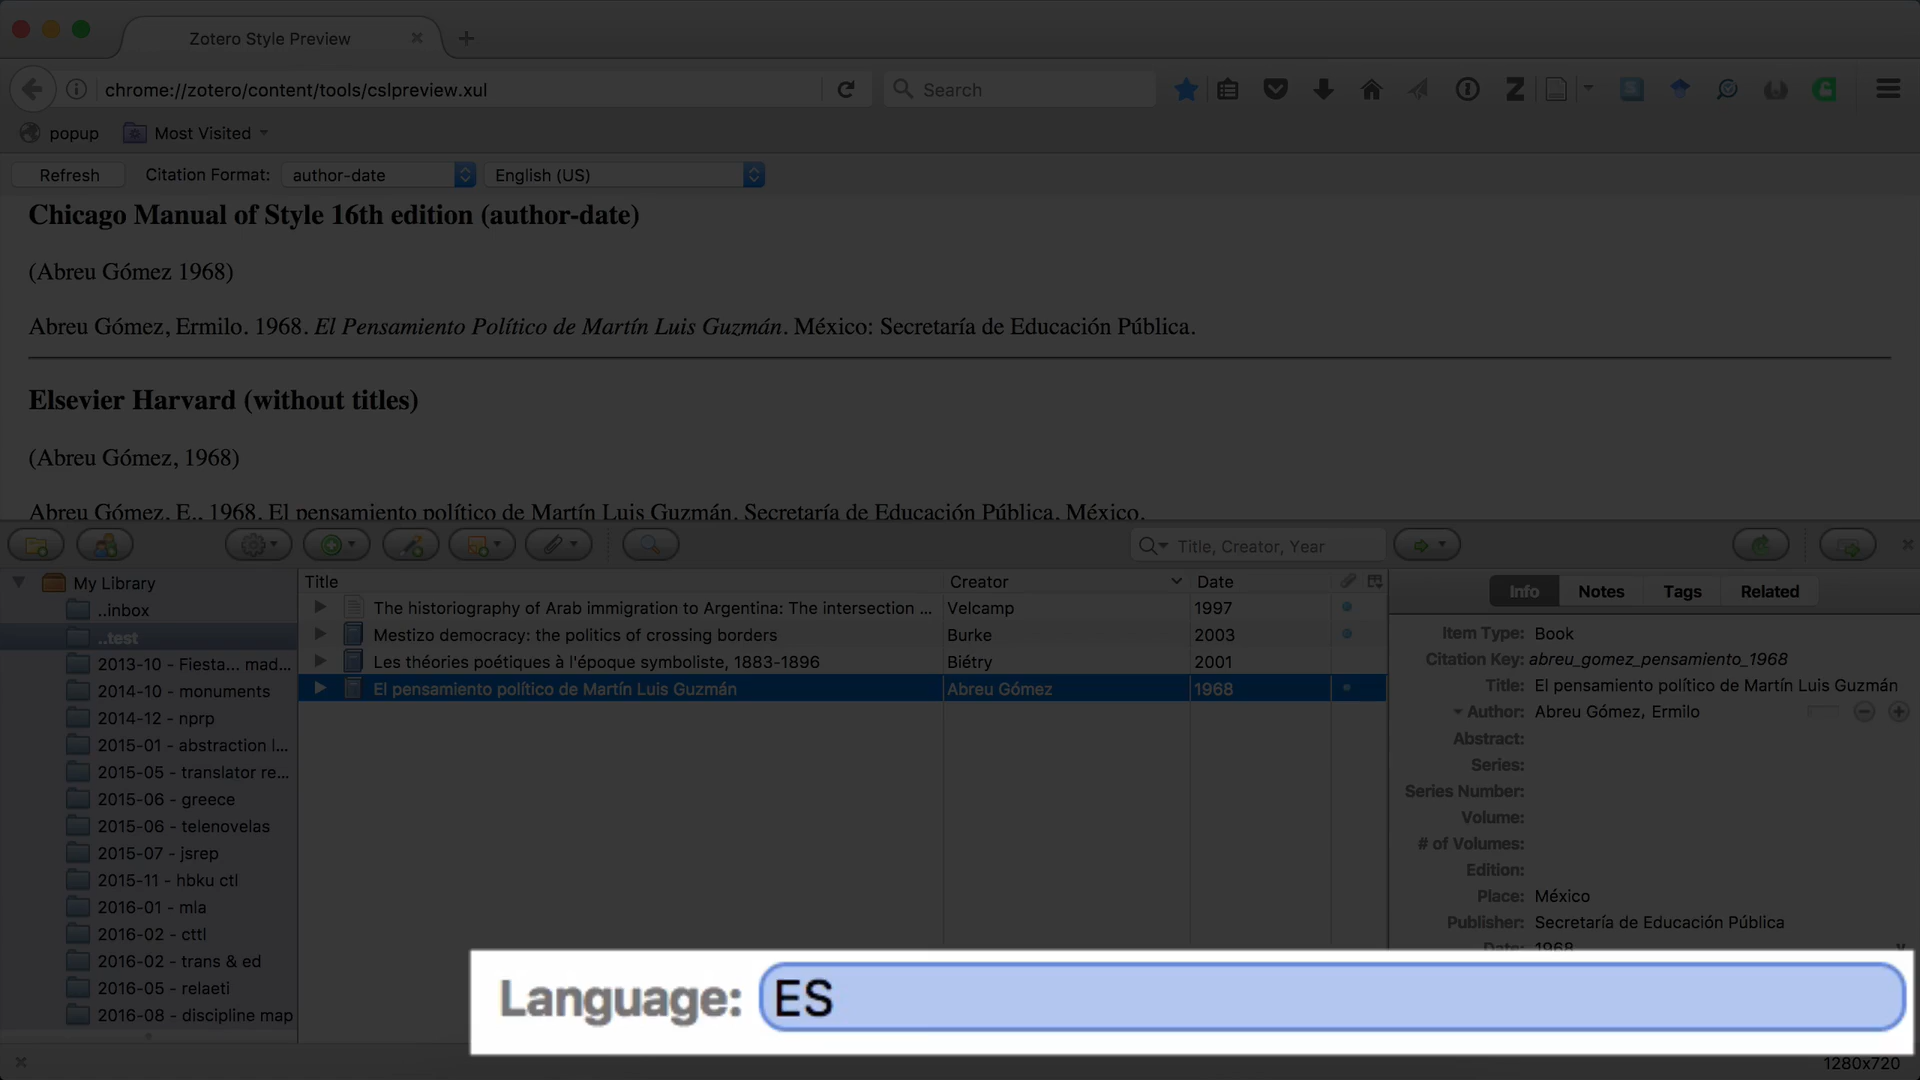 Zotero Style Preview
chrome://zotero/content/tools/cslpreview.xul
Search
popup
Most Visited
Refresh
Citation Format:
author-date
English (US)
Chicago Manual of Style 16th edition (author-date)
(Abreu Gómez 1968)
Abreu Gómez, Ermilo. 1968. El Pensamiento Político de Martín Luis Guzmán. México: Secretaría de Educación Pública.
Elsevier Harvard (without titles)
(Abreu Gómez, 1968)
Abreu Gómez, E., 1968. El pensamiento político de Martín Luis Guzmán. Secretaría de Educación Pública, México.
Title, Creator, Year
My Library
..inbox
..test
2013-10 - Fiesta... mad...
2014-10 - monuments
2014-12 - nprp
2015-01 - abstraction l...
2015-05 - translator re...
2015-06 - greece
2015-06 - telenovelas
2015-07 - jsrep
2015-11 - hbku ctl
2016-01 - mla
2016-02 - cttl
2016-02 - trans & ed
2016-05 - relaeti
2016-08 - discipline map
Title Creator Date
The historiography of Arab immigration to Argentina: The intersection ... Velcamp 1997
Mestizo democracy: the politics of crossing borders Burke 2003
Les théories poétiques à l'époque symboliste, 1883-1896 Biétry 2001
El pensamiento político de Martín Luis Guzmán Abreu Gómez 1968
Info Notes Tags Related
Item Type: Book
Citation Key: abreu_gomez_pensamiento_1968
Title: El pensamiento político de Martín Luis Guzmán
Author: Abreu Gómez, Ermilo
Abstract:
Series:
Series Number:
Volume:
# of Volumes:
Edition:
Place: México
Publisher: Secretaría de Educación Pública
Date: 1968
Language: ES
1280x720